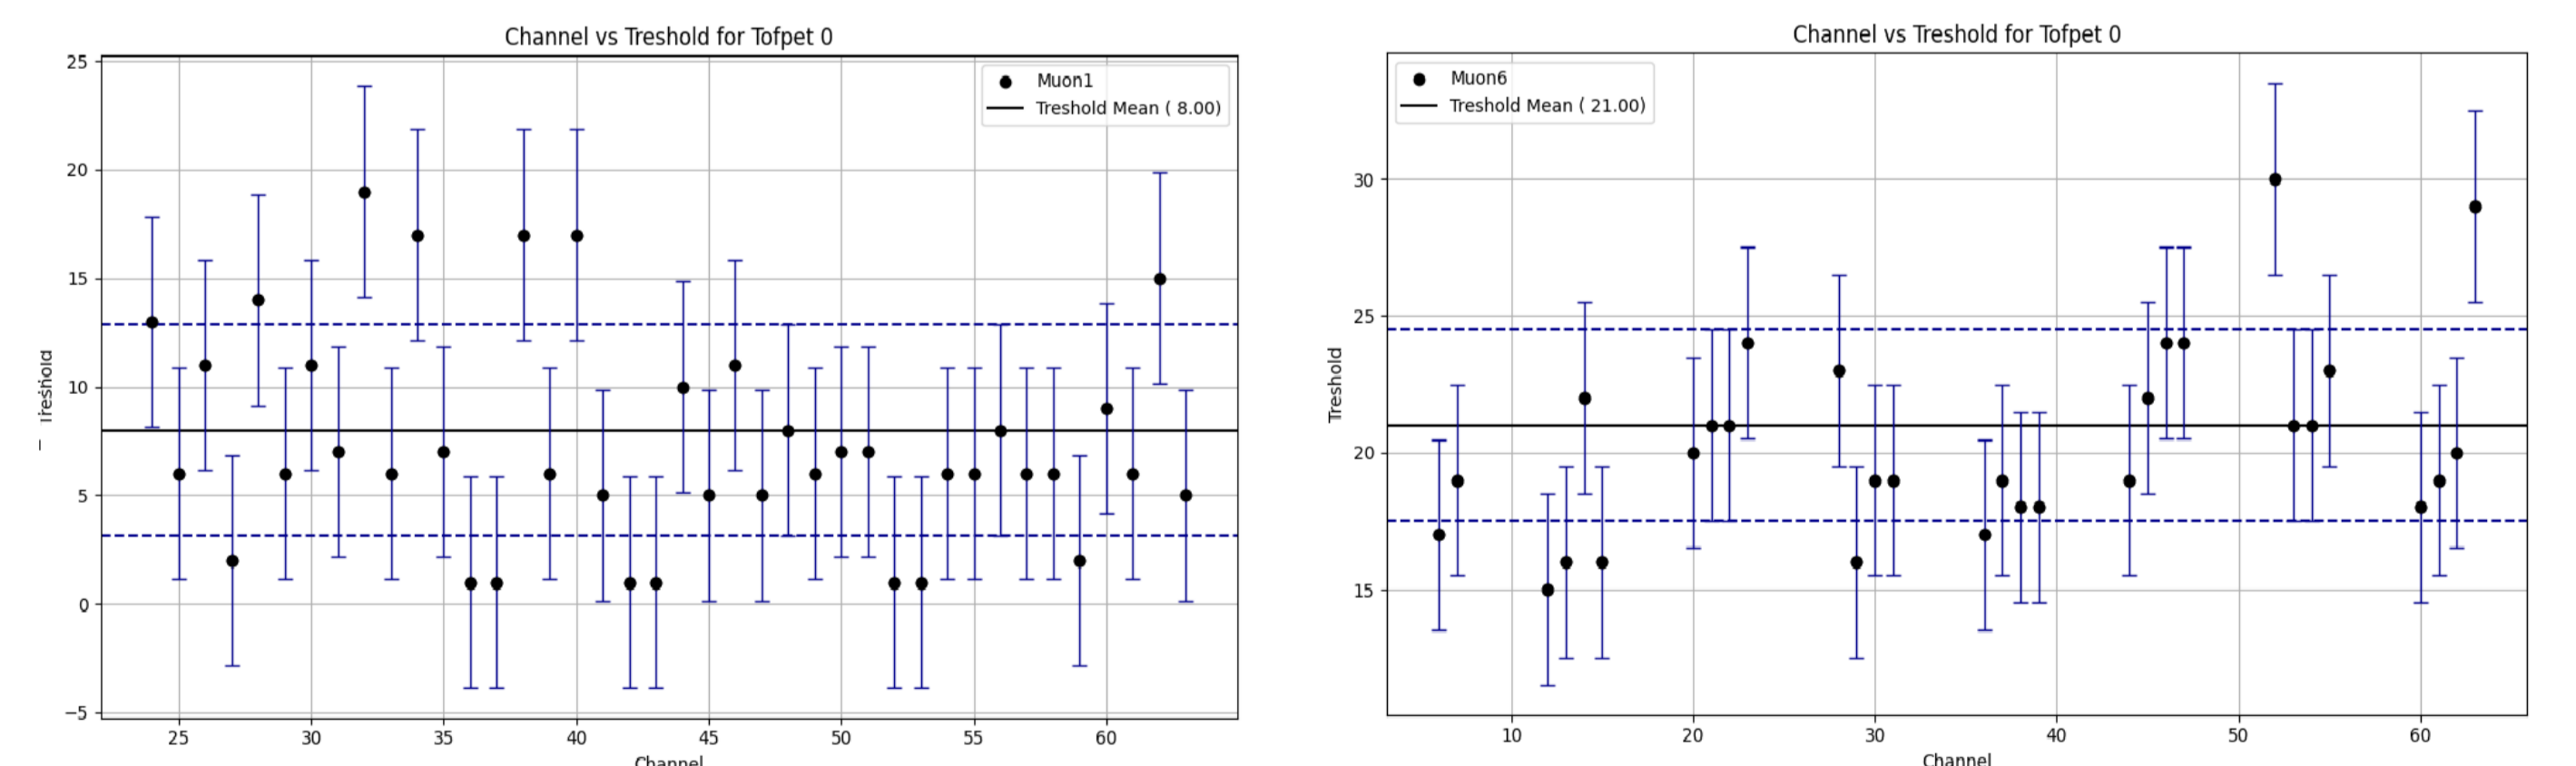 Channel vs Treshold for Tofpet 0
Muon1
Treshold Mean ( 8.00)
25
20
15
10
5
0
−5
Treshold
25 30 35 40 45 50 55 60
Channel
Channel vs Treshold for Tofpet 0
Muon6
Treshold Mean ( 21.00)
30
25
20
15
Treshold
10 20 30 40 50 60
Channel